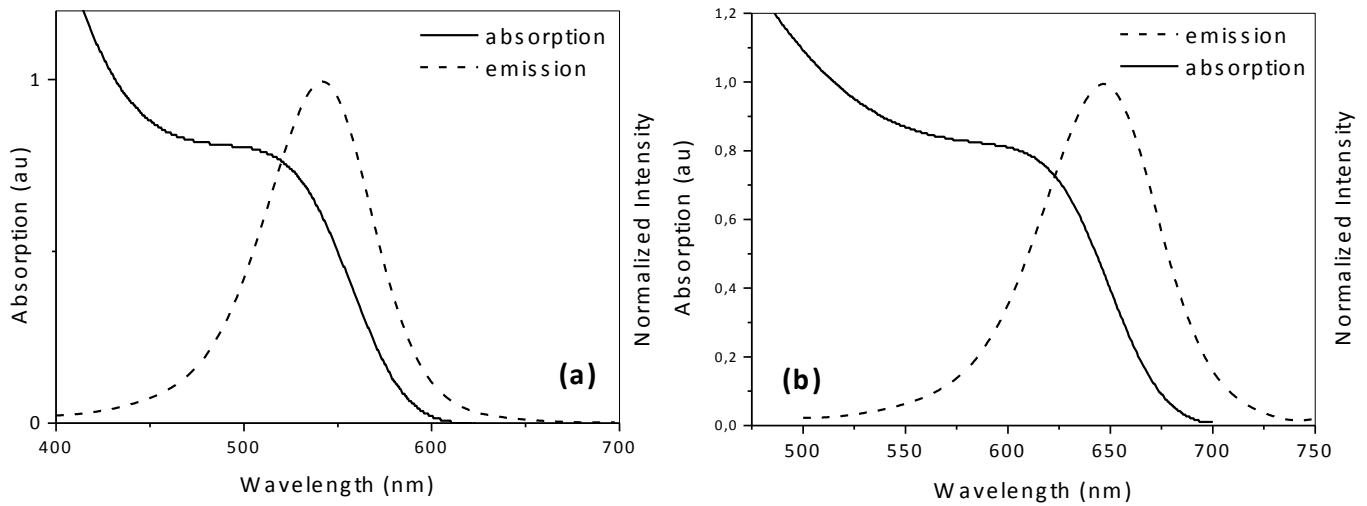 absorption
emission
1
0
400
500
600
700
Absorption (au)
Normalized Intensity
Wavelength (nm)
(a)
emission
absorption
1,2
1,0
0,8
0,6
0,4
0,2
0,0
500
550
600
650
700
750
Absorption (au)
Normalized Intensity
Wavelength (nm)
(b)